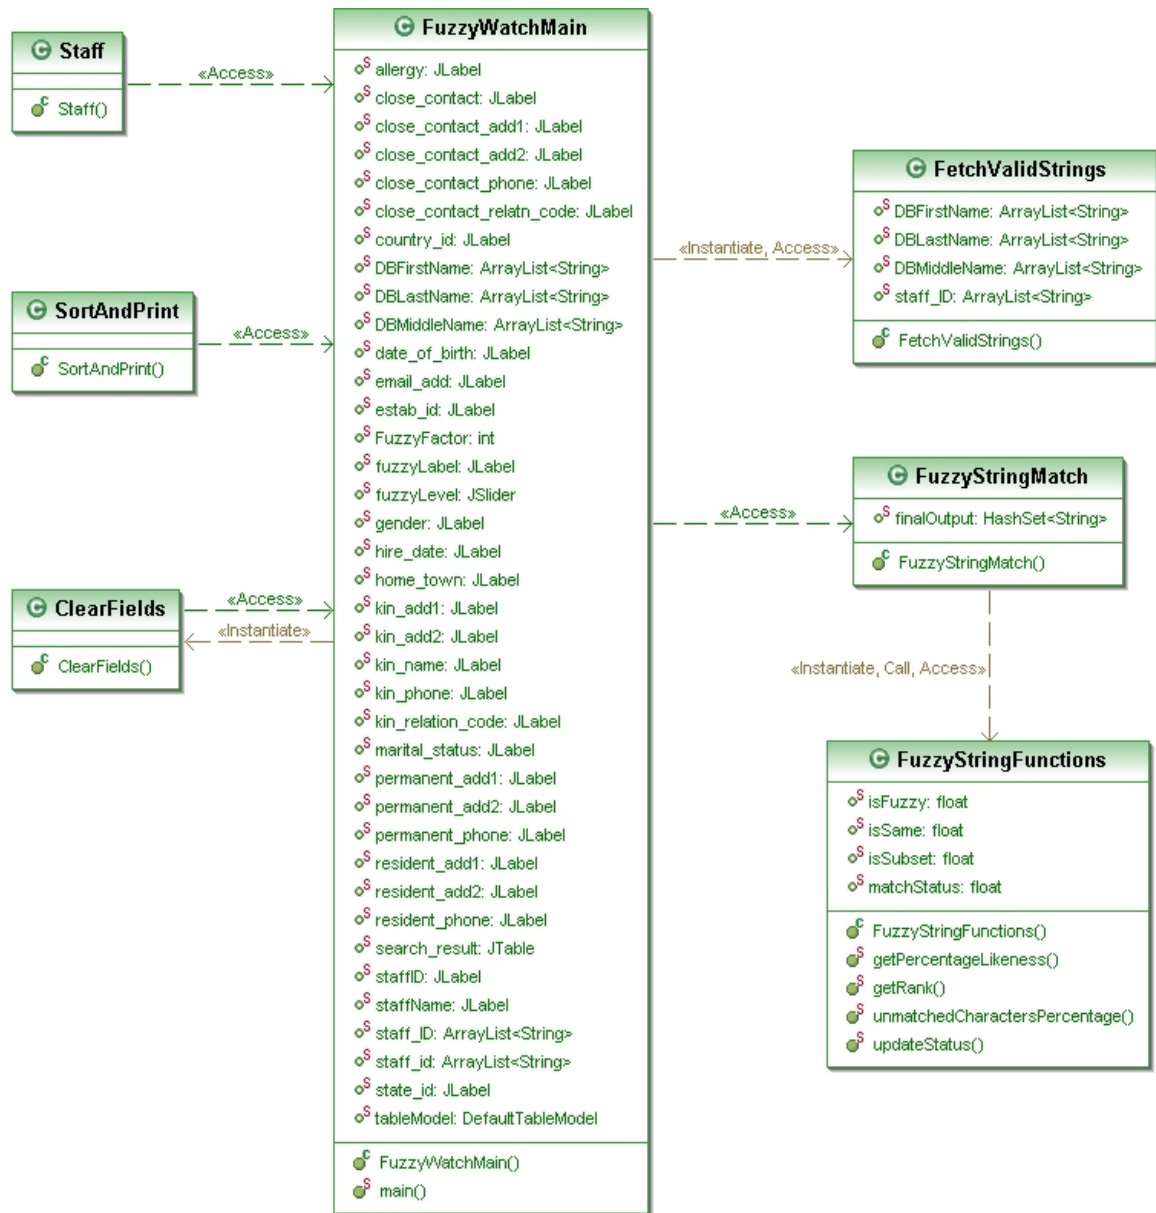 Staff
Staff()
«Access»
SortAndPrint
SortAndPrint()
«Access»
ClearFields
ClearFields()
«Access»
«Instantiate»
FuzzyWatchMain
allergy: JLabel
close_contact: JLabel
close_contact_add1: JLabel
close_contact_add2: JLabel
close_contact_phone: JLabel
close_contact_relatn_code: JLabel
country_id: JLabel
DBFirstName: ArrayList<String>
DBLastName: ArrayList<String>
DBMiddleName: ArrayList<String>
date_of_birth: JLabel
email_add: JLabel
estab_id: JLabel
FuzzyFactor: int
fuzzyLabel: JLabel
fuzzyLevel: JSlider
gender: JLabel
hire_date: JLabel
home_town: JLabel
kin_add1: JLabel
kin_add2: JLabel
kin_name: JLabel
kin_phone: JLabel
kin_relation_code: JLabel
marital_status: JLabel
permanent_add1: JLabel
permanent_add2: JLabel
permanent_phone: JLabel
resident_add1: JLabel
resident_add2: JLabel
resident_phone: JLabel
search_result: JTable
staffID: JLabel
staffName: JLabel
staff_ID: ArrayList<String>
staff_id: ArrayList<String>
state_id: JLabel
tableModel: DefaultTableModel
FuzzyWatchMain()
main()
«Instantiate, Access»
FetchValidStrings
DBFirstName: ArrayList<String>
DBLastName: ArrayList<String>
DBMiddleName: ArrayList<String>
staff_ID: ArrayList<String>
FetchValidStrings()
«Access»
FuzzyStringMatch
finalOutput: HashSet<String>
FuzzyStringMatch()
«Instantiate, Call, Access»
FuzzyStringFunctions
isFuzzy: float
isSame: float
isSubset: float
matchStatus: float
FuzzyStringFunctions()
getPercentageLikeness()
getRank()
unmatchedCharactersPercentage()
updateStatus()